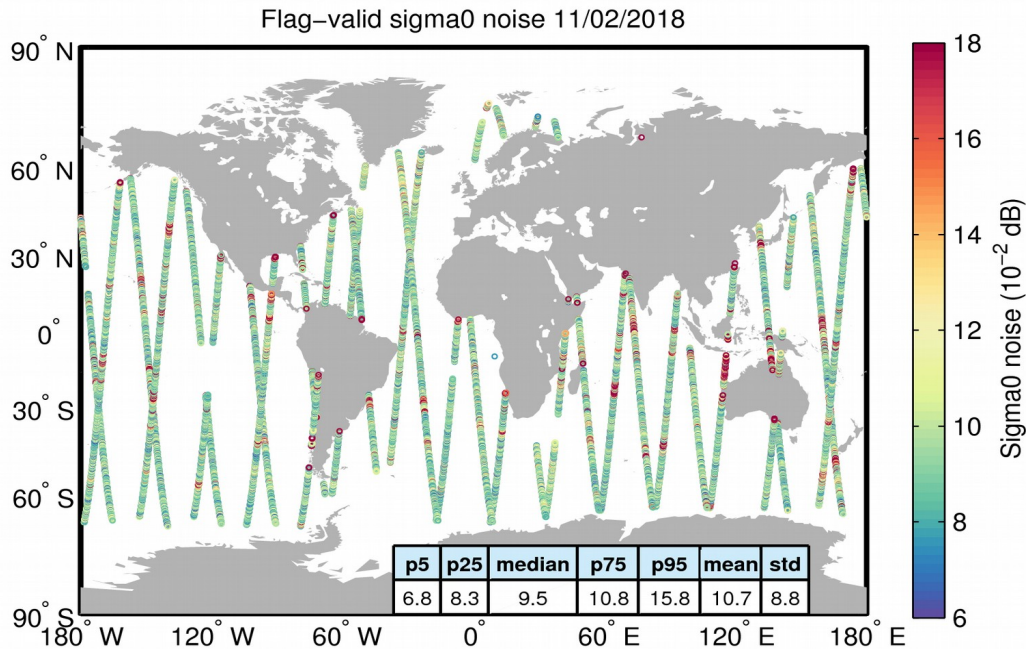 Flag-valid sigma0 noise 11/02/2018
90° N
60° N
30° N
0°
30° S
60° S
90° S
180° W
120° W
60° W
0°
60° E
120° E
180° E
p5 p25 median p75 p95 mean std
6.8 8.3 9.5 10.8 15.8 10.7 8.8
18
16
14
12
10
8
6
Sigma0 noise (10⁻² dB)